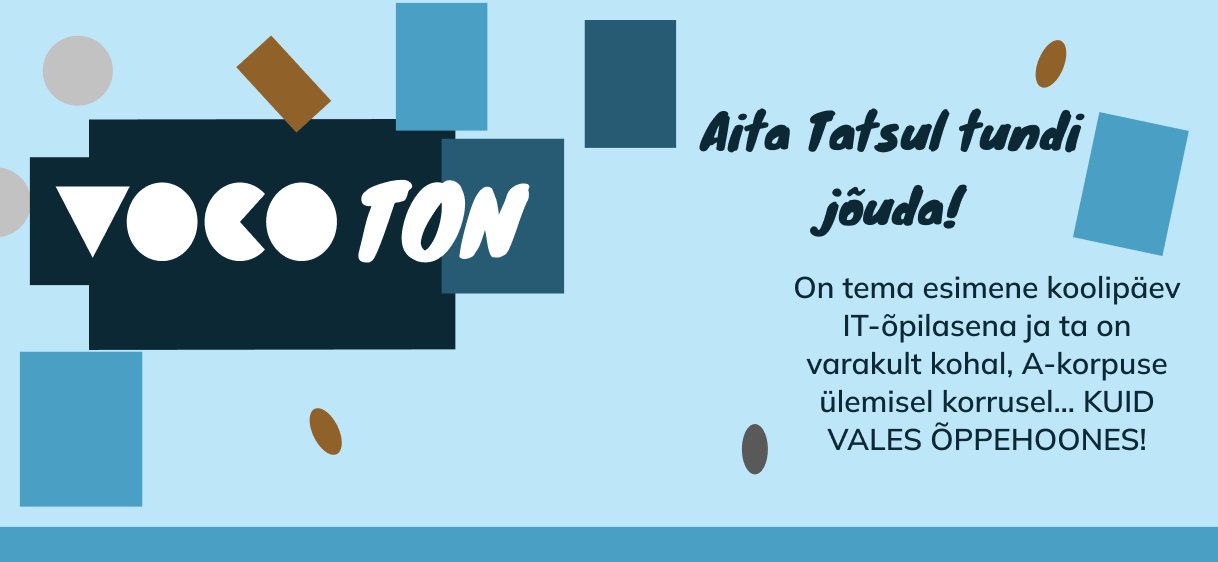 VOCO TON
Aita Tatsul tundi
jõuda!
On tema esimene koolipäev
IT-õpilasena ja ta on
varakult kohal, A-korpuse
ülemisel korrusel... KUID
VALES ÕPPEHOONES!